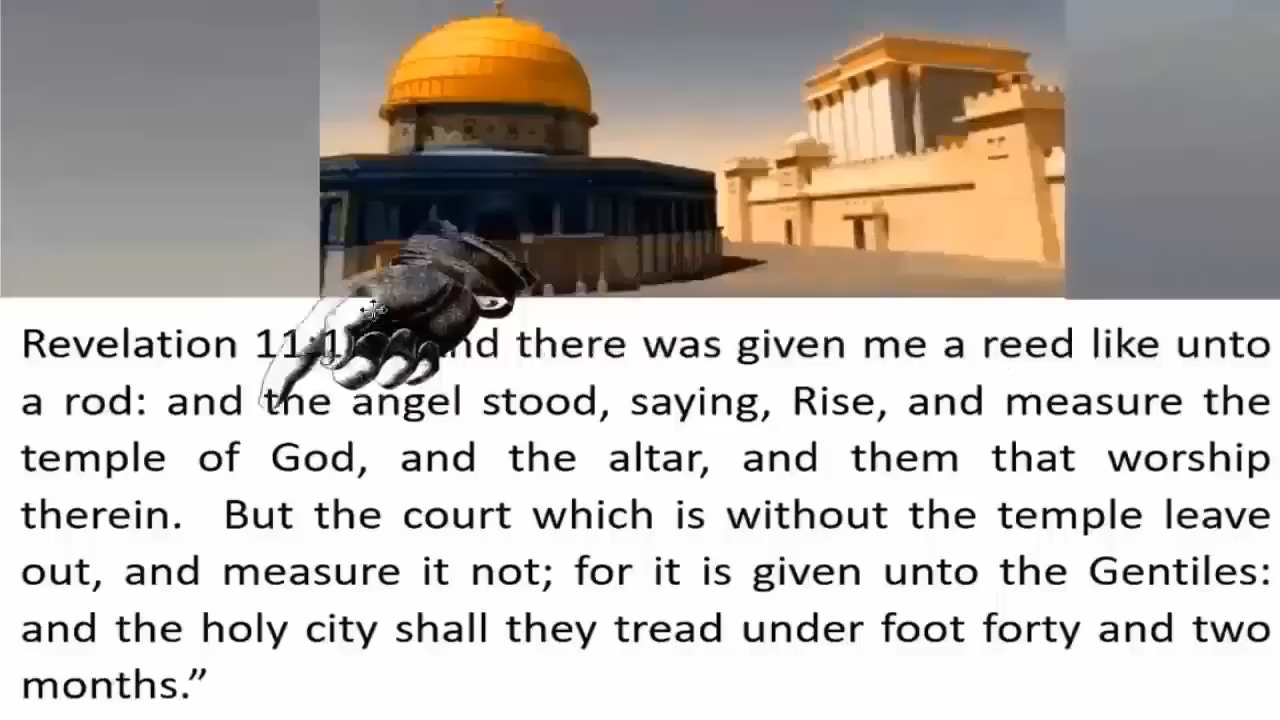 Revelation 11:1 nd there was given me a reed like unto
a rod: and the angel stood, saying, Rise, and measure the
temple of God, and the altar, and them that worship
therein. But the court which is without the temple leave
out, and measure it not; for it is given unto the Gentiles:
and the holy city shall they tread under foot forty and two
months.”